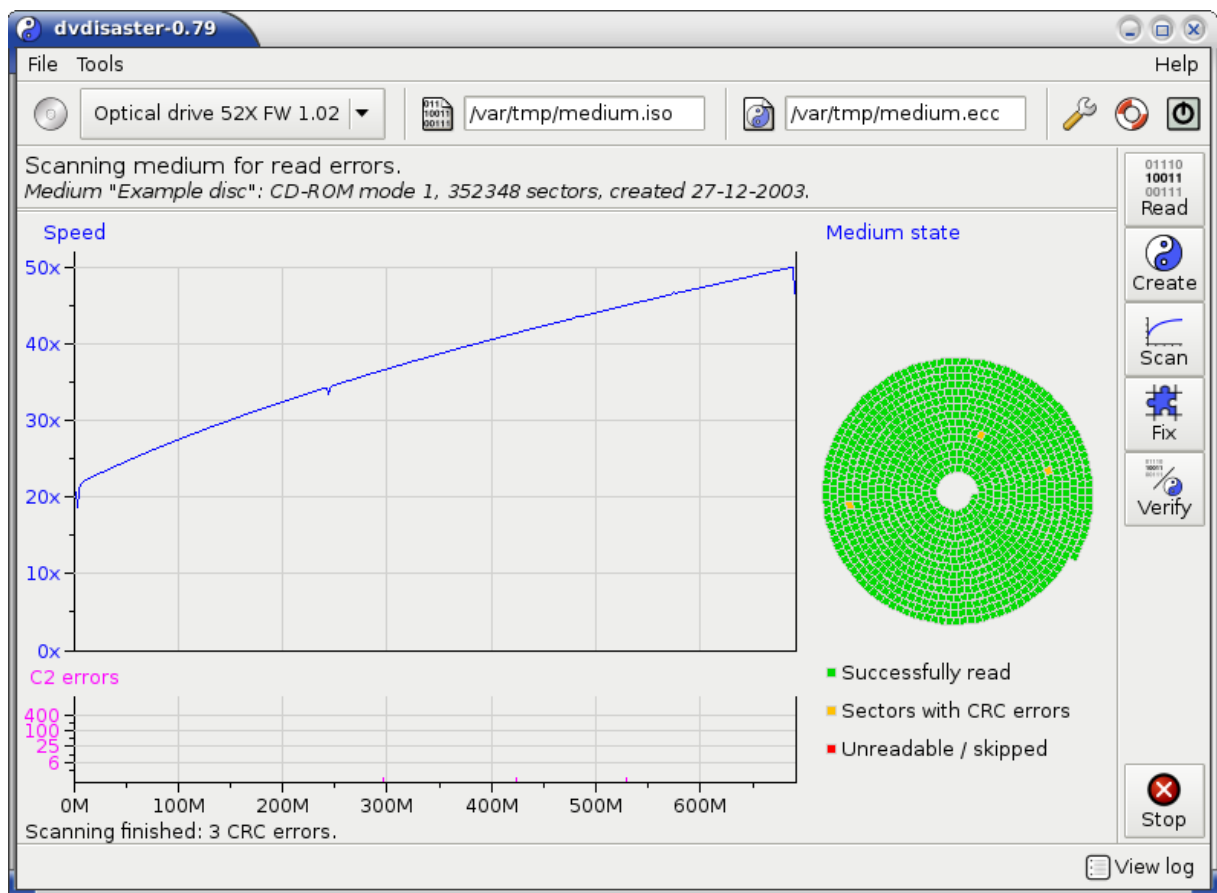 dvdisaster-0.79
File Tools Help
Optical drive 52X FW 1.02
011
10011
00111
/var/tmp/medium.iso
/var/tmp/medium.ecc
Scanning medium for read errors.
Medium "Example disc": CD-ROM mode 1, 352348 sectors, created 27-12-2003.
01110
10011
00111
Read
Create
Scan
Fix
Verify
Speed
50x
40x
30x
20x
10x
0x
Medium state
Successfully read
Sectors with CRC errors
Unreadable / skipped
C2 errors
400
100
25
6
0M 100M 200M 300M 400M 500M 600M
Scanning finished: 3 CRC errors.
Stop
View log